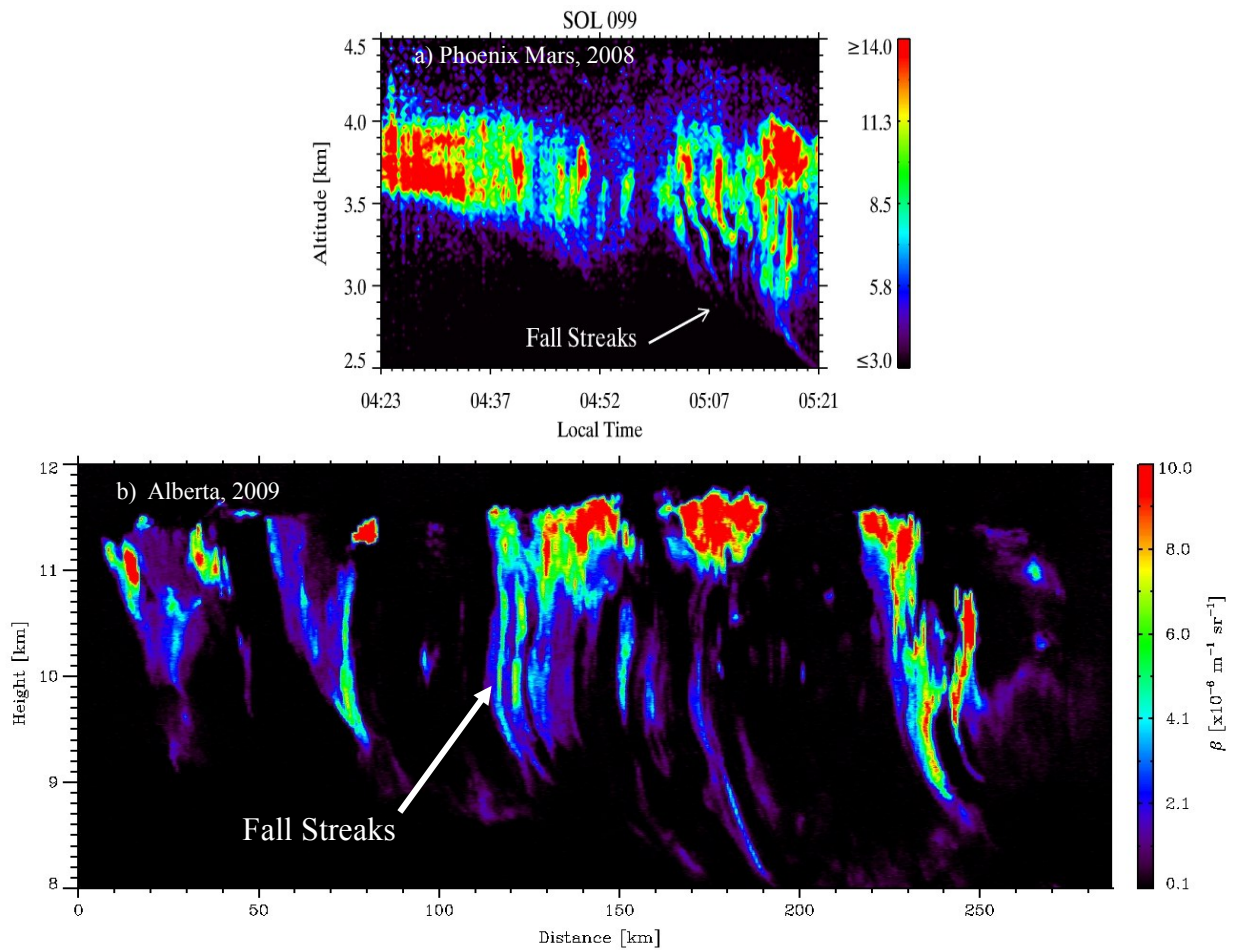 SOL 099
a) Phoenix Mars, 2008
4.5
4.0
3.5
3.0
2.5
Altitude [km]
Fall Streaks
04:23 04:37 04:52 05:07 05:21
Local Time
≥14.0
11.3
8.5
5.8
≤3.0
b) Alberta, 2009
12
11
10
9
8
Height [km]
Fall Streaks
0 50 100 150 200 250
Distance [km]
10.0
8.0
6.0
4.1
2.1
0.1
β [x10⁻⁶ m⁻¹ sr⁻¹]